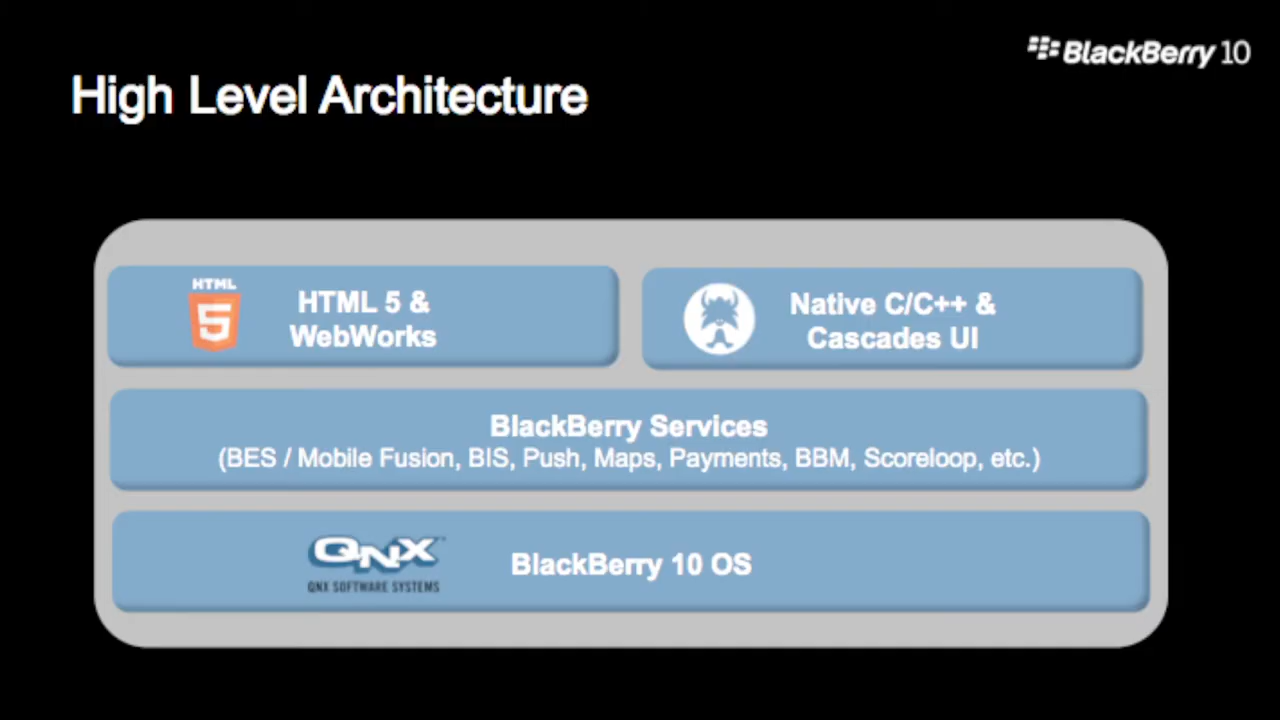 BlackBerry 10
High Level Architecture
HTML
5
HTML 5 &
WebWorks
Native C/C++ &
Cascades UI
BlackBerry Services
(BES / Mobile Fusion, BIS, Push, Maps, Payments, BBM, Scoreloop, etc.)
QNX
QNX SOFTWARE SYSTEMS
BlackBerry 10 OS